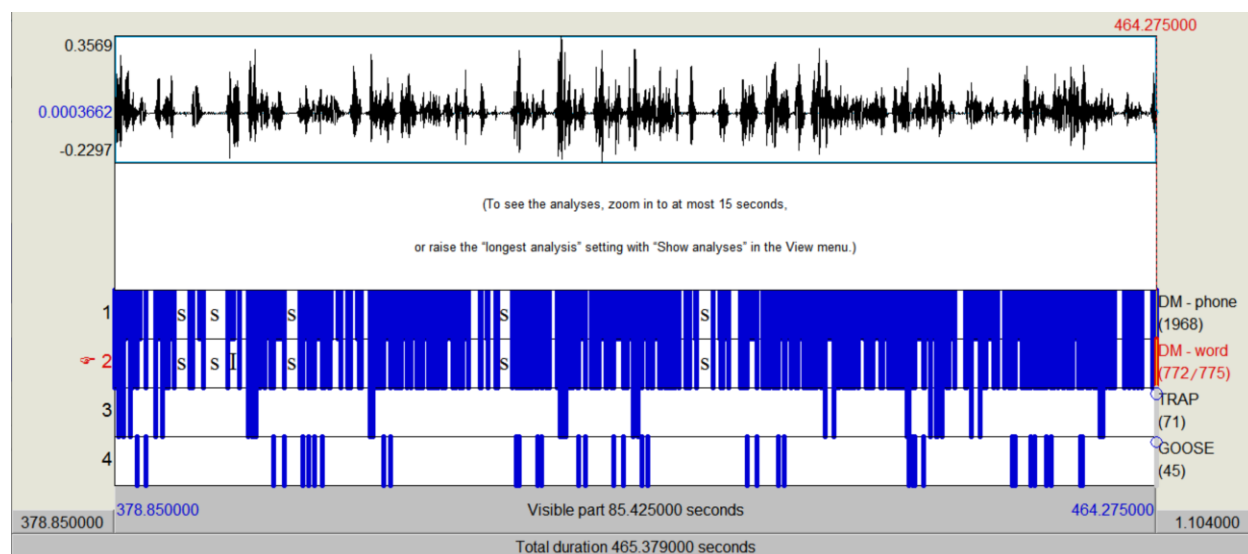 464.275000
0.3569
0.0003662
-0.2297
(To see the analyses, zoom in to at most 15 seconds,
or raise the “longest analysis” setting with “Show analyses” in the View menu.)
1 s s s s s DM - phone
(1968)
2 s s I s s s DM - word
(772/775)
3 TRAP
(71)
4 GOOSE
(45)
378.850000 378.850000 Visible part 85.425000 seconds 464.275000 1.104000
Total duration 465.379000 seconds